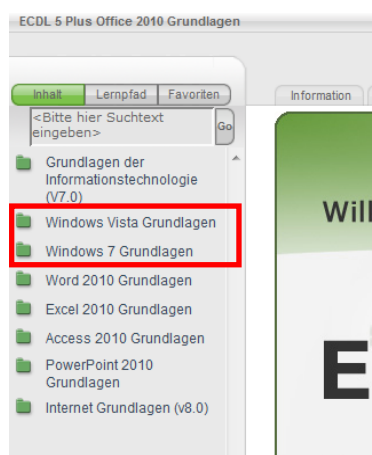 ECDL 5 Plus Office 2010 Grundlagen
Inhalt Lernpfad Favoriten
Information
<Bitte hier Suchtext
eingeben>
Go
Grundlagen der
Informationstechnologie
(V7.0)
Windows Vista Grundlagen
Windows 7 Grundlagen
Word 2010 Grundlagen
Excel 2010 Grundlagen
Access 2010 Grundlagen
PowerPoint 2010
Grundlagen
Internet Grundlagen (v8.0)
Will
E